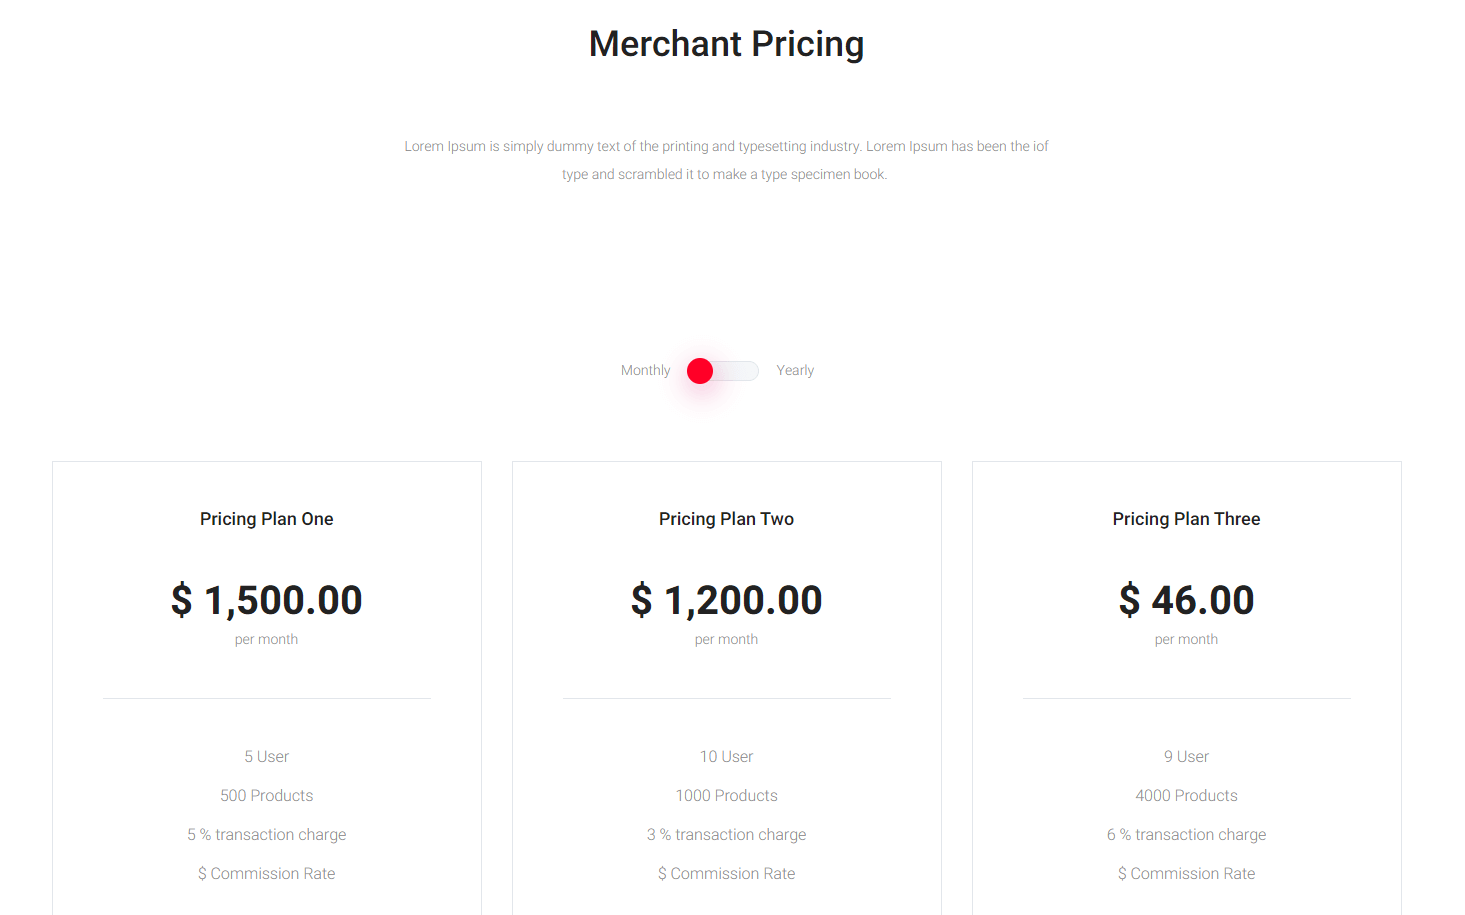 Merchant Pricing
Lorem Ipsum is simply dummy text of the printing and typesetting industry. Lorem Ipsum has been the iof
type and scrambled it to make a type specimen book.
Monthly
Yearly
Pricing Plan One
$ 1,500.00
per month
5 User
500 Products
5 % transaction charge
$ Commission Rate
Pricing Plan Two
$ 1,200.00
per month
10 User
1000 Products
3 % transaction charge
$ Commission Rate
Pricing Plan Three
$ 46.00
per month
9 User
4000 Products
6 % transaction charge
$ Commission Rate